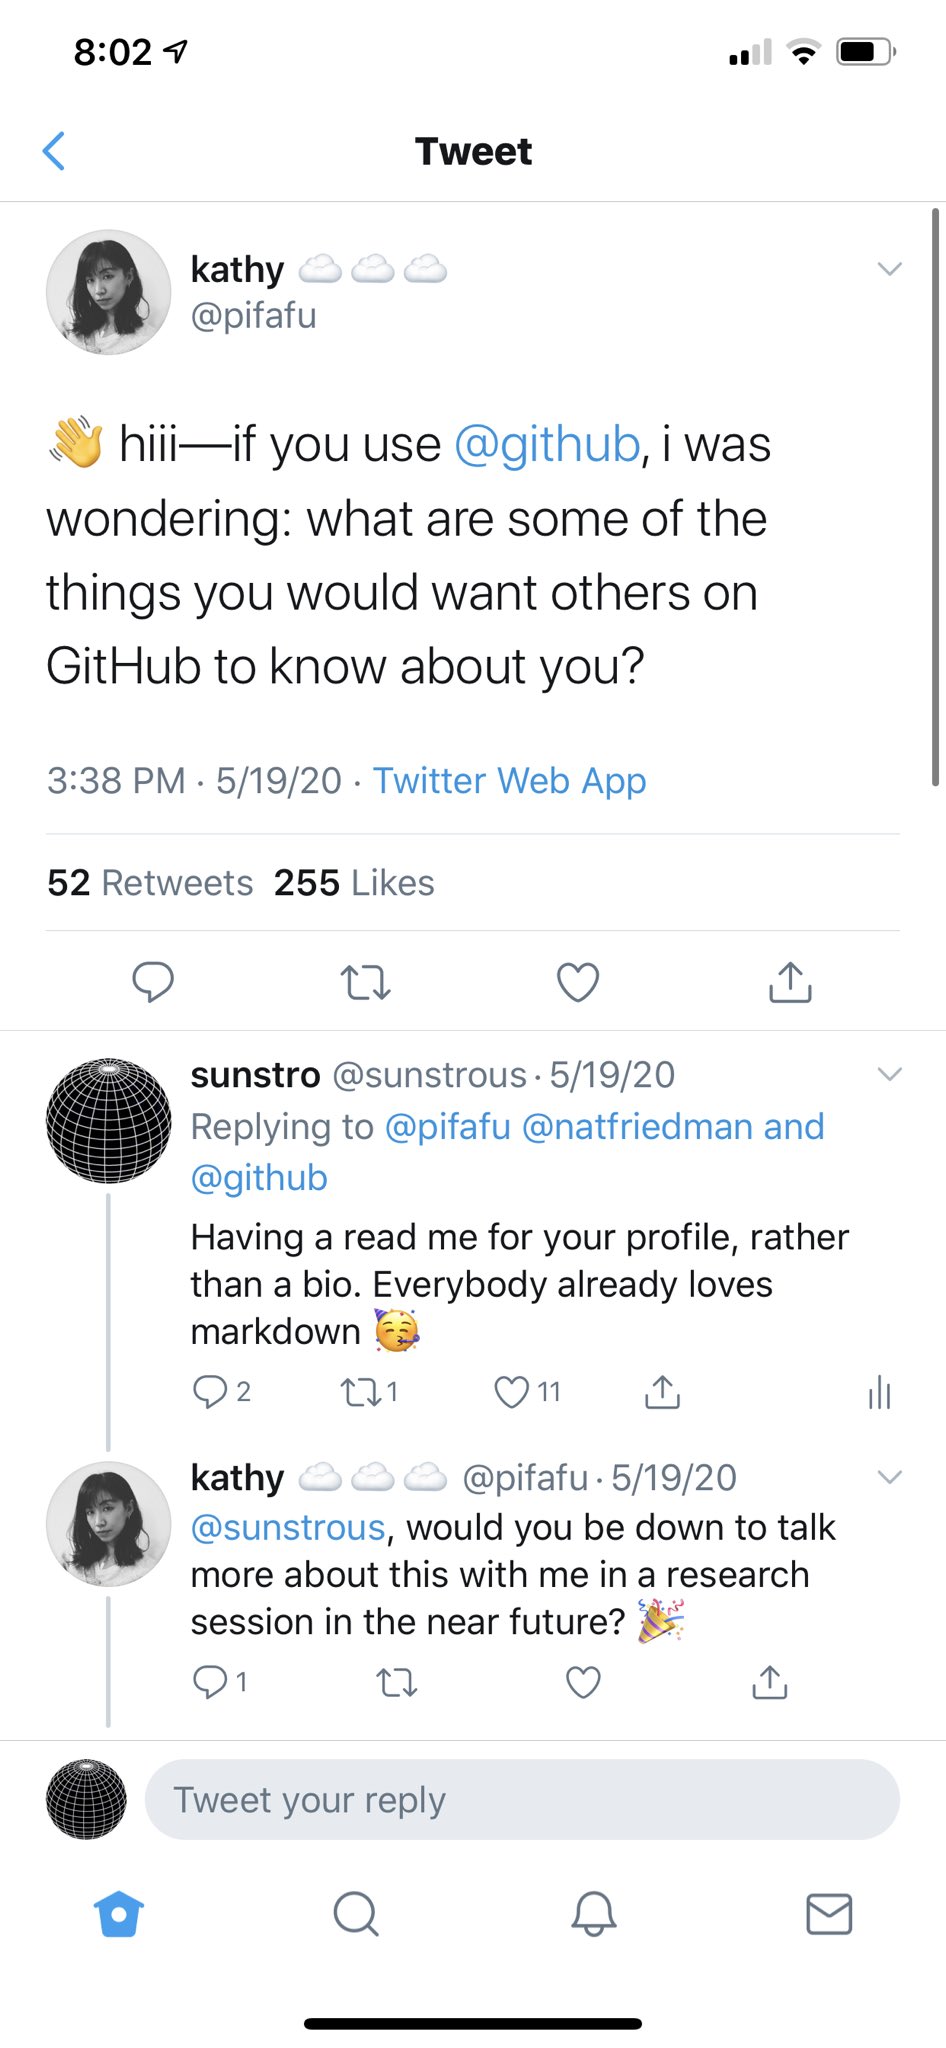 8:02
Tweet
kathy ☁️☁️☁️
@pifafu
👋 hiii—if you use @github, i was
wondering: what are some of the
things you would want others on
GitHub to know about you?
3:38 PM · 5/19/20 · Twitter Web App
52 Retweets 255 Likes
sunstro @sunstrous · 5/19/20
Replying to @pifafu @natfriedman and
@github
Having a read me for your profile, rather
than a bio. Everybody already loves
markdown 🥳
2 1 11
kathy ☁️☁️☁️ @pifafu · 5/19/20
@sunstrous, would you be down to talk
more about this with me in a research
session in the near future? 🎉
1
Tweet your reply